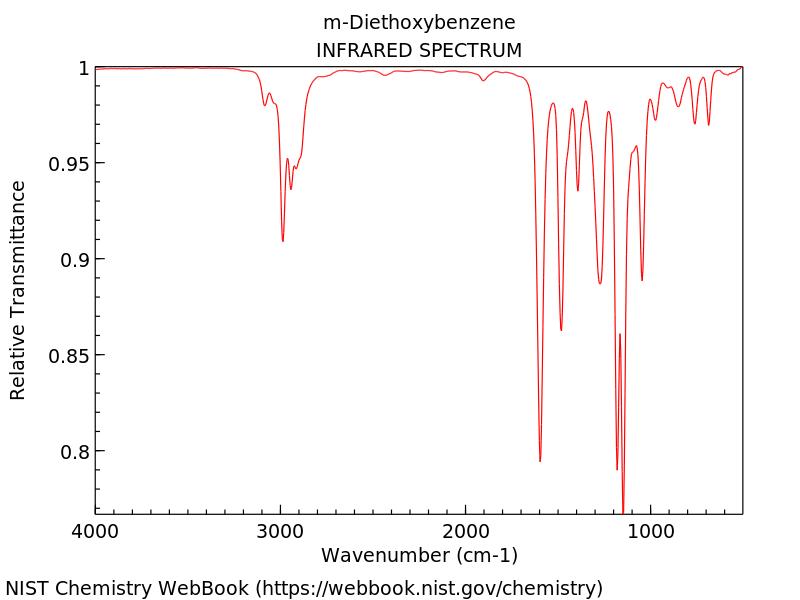 m-Diethoxybenzene
INFRARED SPECTRUM
1
0.95
0.9
0.85
0.8
Relative Transmittance
4000 3000 2000 1000
Wavenumber (cm-1)
NIST Chemistry WebBook (https://webbook.nist.gov/chemistry)